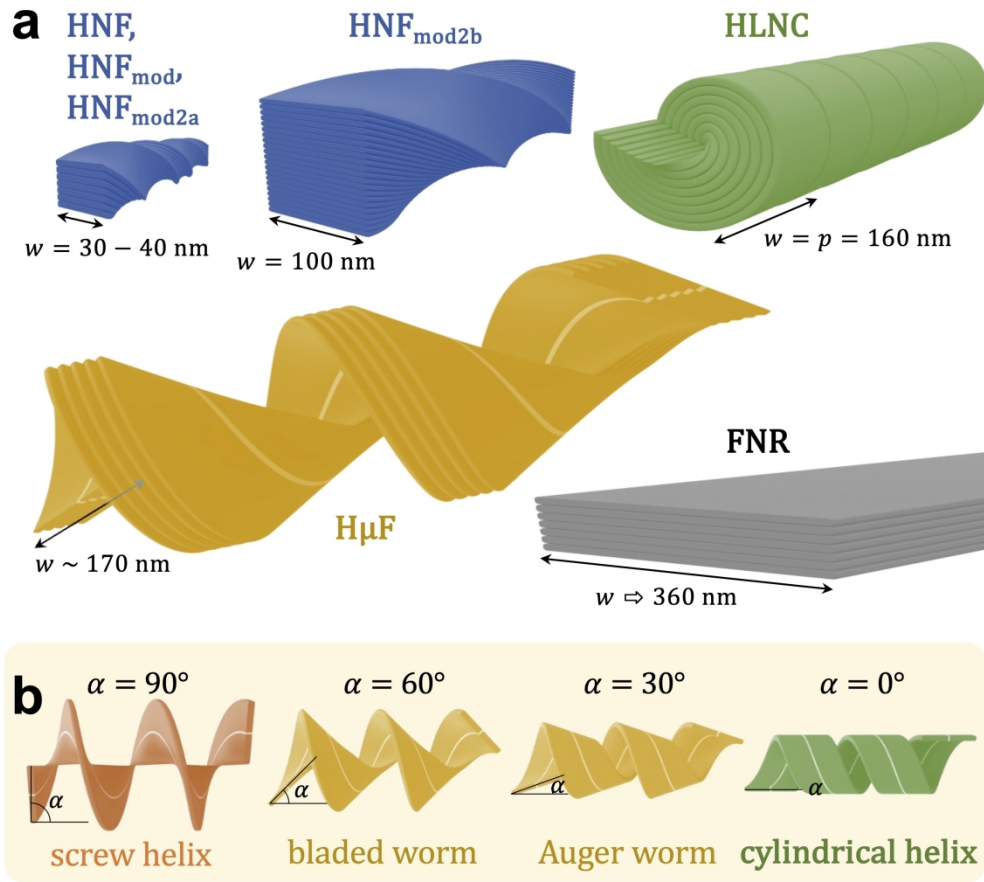 a
HNF,
HNFmod,
HNFmod2a
HNFmod2b
HLNC
w = 30 − 40 nm
w = 100 nm
w = p = 160 nm
FNR
HμF
w ~ 170 nm
w ⇨ 360 nm
b
α = 90°
α = 60°
α = 30°
α = 0°
α
α
α
α
screw helix
bladed worm
Auger worm
cylindrical helix